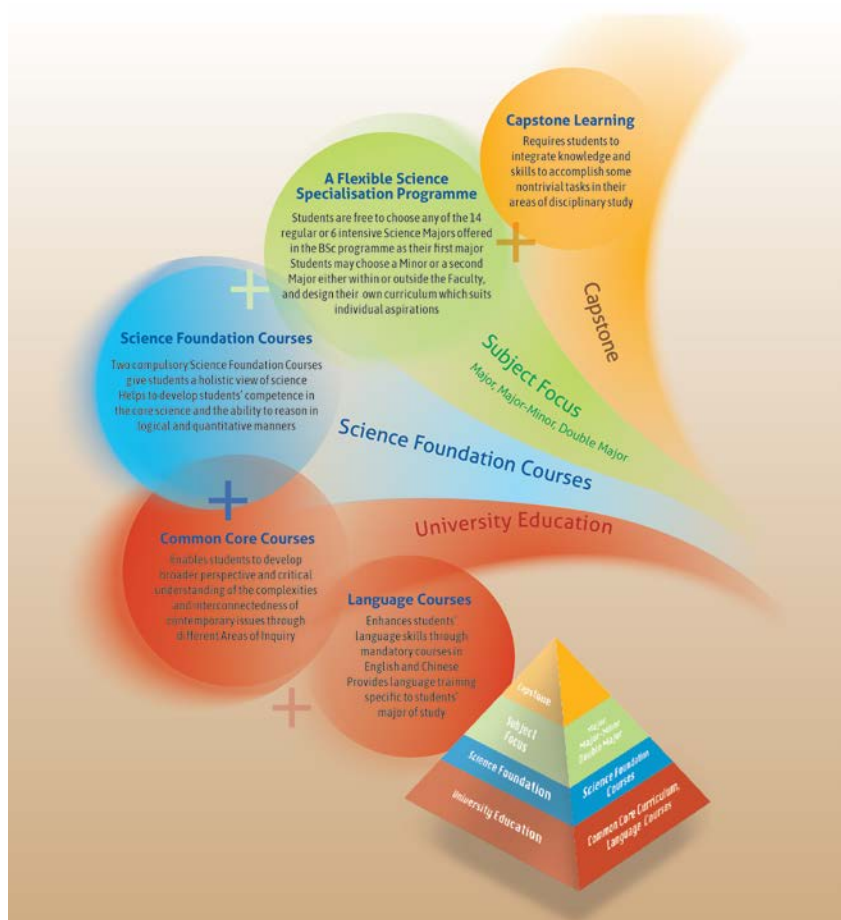 Capstone Learning
Requires students to
integrate knowledge and
skills to accomplish some
nontrivial tasks in their
areas of disciplinary study
A Flexible Science
Specialisation Programme
Students are free to choose any of the 14
regular or 6 intensive Science Majors offered
in the BSc programme as their first major
Students may choose a Minor or a second
Major either within or outside the Faculty,
and design their own curriculum which suits
individual aspirations
Capstone
Science Foundation Courses
Two compulsory Science Foundation Courses
give students a holistic view of science
Helps to develop students' competence in
the core science and the ability to reason in
logical and quantitative manners
Subject Focus
Major, Major-Minor, Double Major
Science Foundation Courses
University Education
Common Core Courses
Enables students to develop
broader perspective and critical
understanding of the complexities
and interconnectedness of
contemporary issues through
different Areas of Inquiry
Language Courses
Enhances students'
language skills through
mandatory courses in
English and Chinese
Provides language training
specific to students'
major of study
Capstone
Subject
Focus
Major
Major-Minor
Double Major
Science Foundation
Science Foundation
Courses
University Education
Common Core Curriculum,
Language Courses